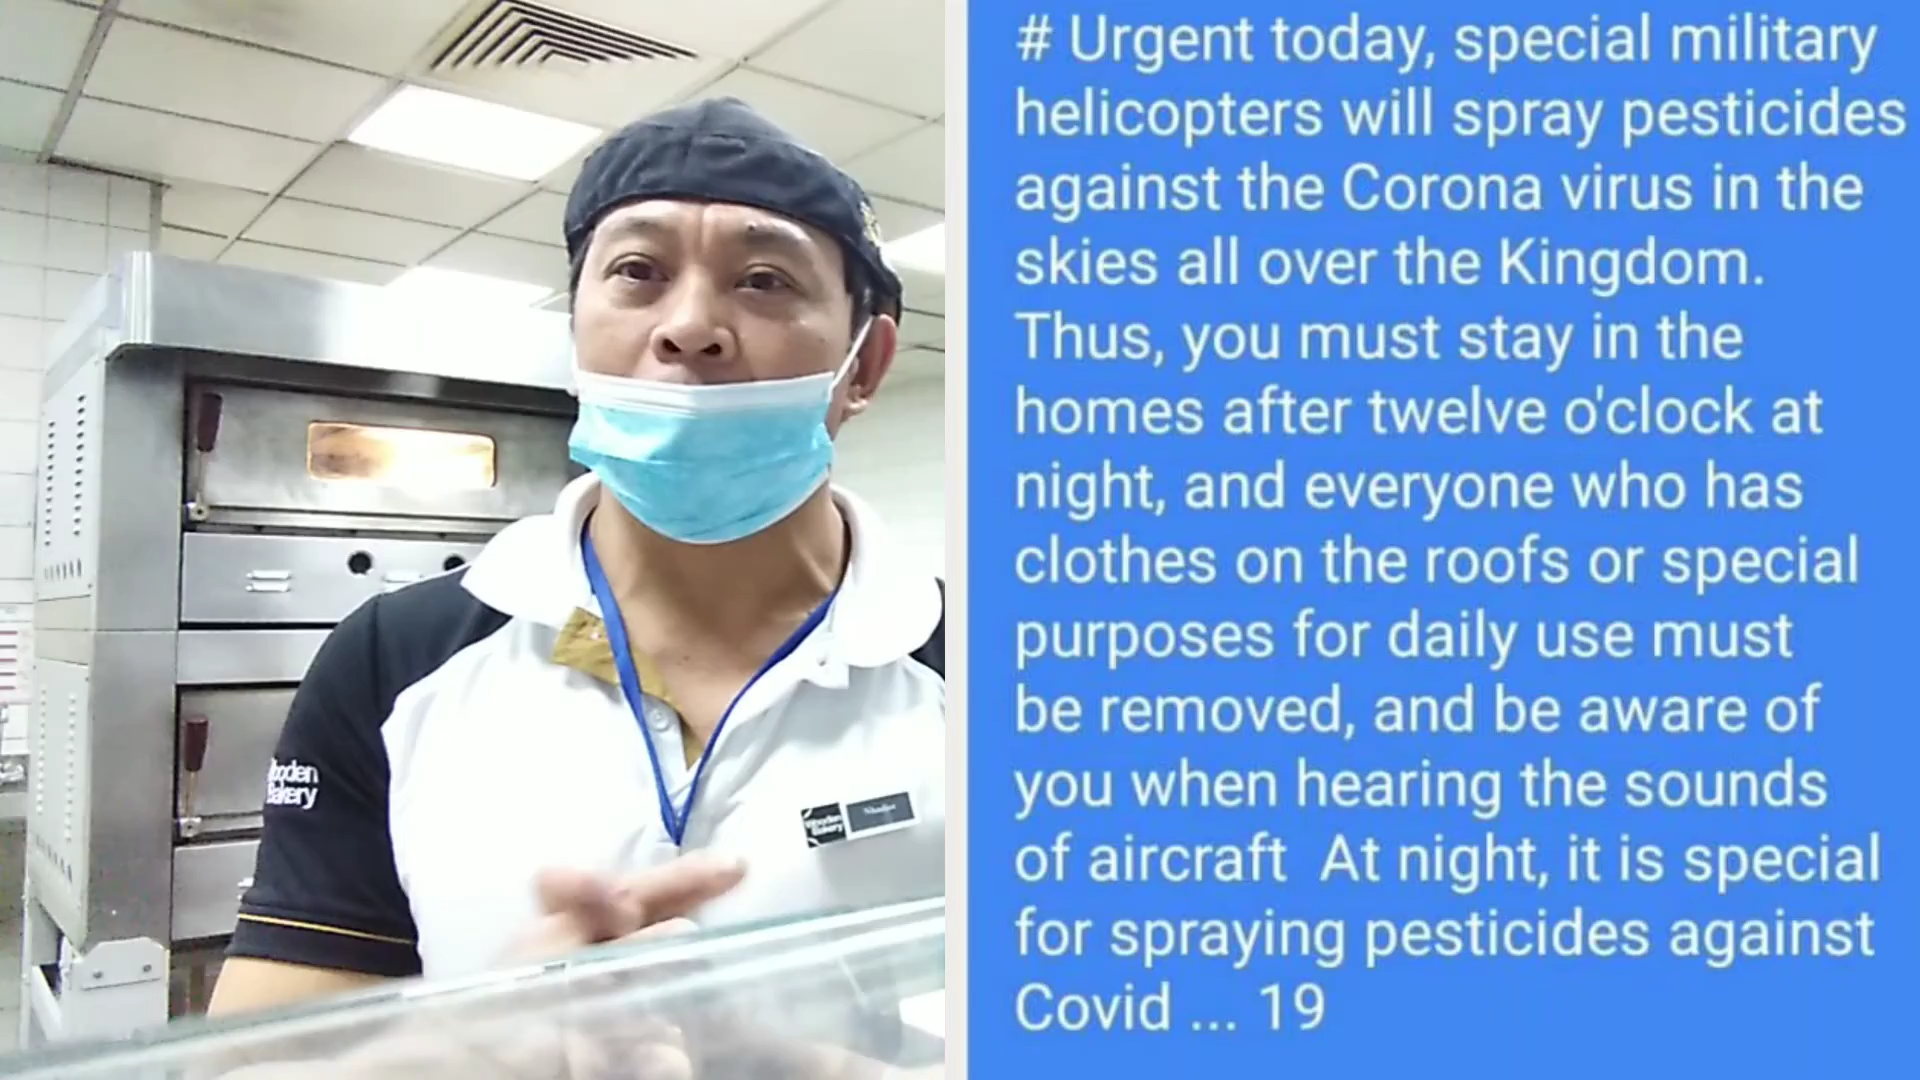 ooden
Bakery
Wooden
Bakery
# Urgent today, special military
helicopters will spray pesticides
against the Corona virus in the
skies all over the Kingdom.
Thus, you must stay in the
homes after twelve o'clock at
night, and everyone who has
clothes on the roofs or special
purposes for daily use must
be removed, and be aware of
you when hearing the sounds
of aircraft  At night, it is special
for spraying pesticides against
Covid ... 19